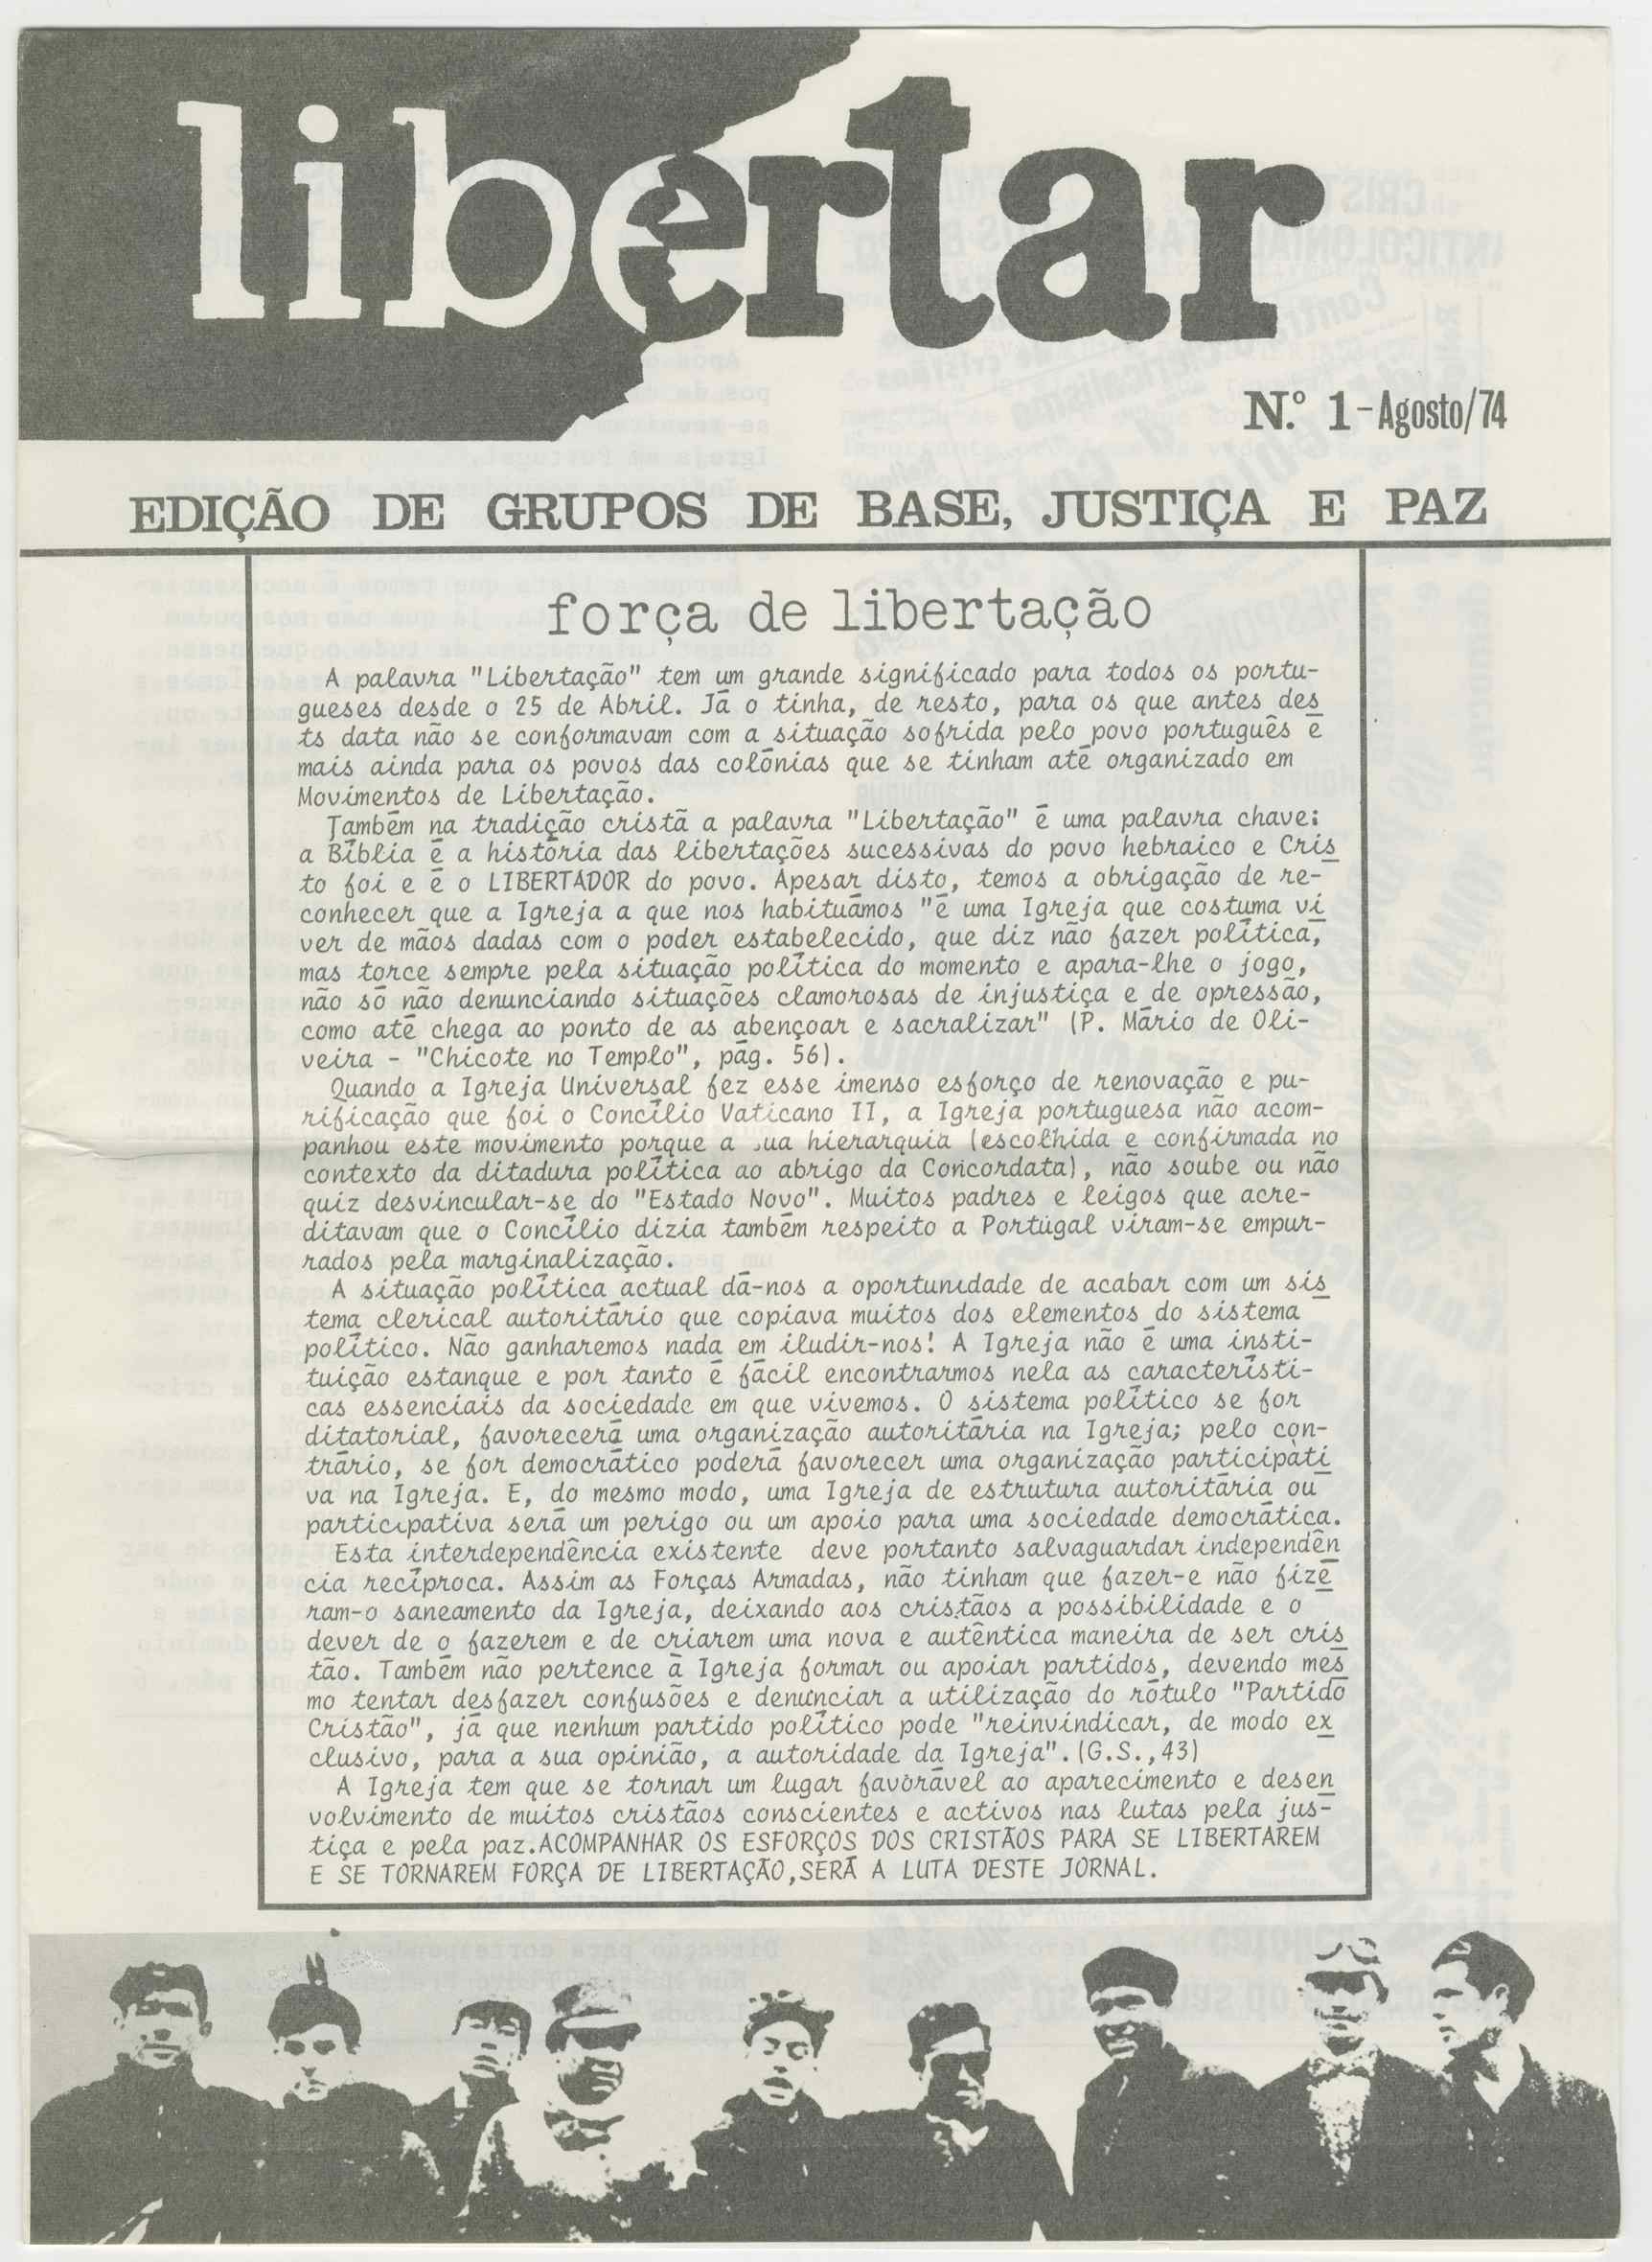 libertar
N.º 1 - Agosto/74
EDIÇÃO DE GRUPOS DE BASE, JUSTIÇA E PAZ
força de libertação
A palavra "Libertação" tem um grande significado para todos os portu-
gueses desde o 25 de Abril. Já o tinha, de resto, para os que antes des
ts data não se conformavam com a situação sofrida pelo povo português e
mais ainda para os povos das colónias que se tinham até organizado em
Movimentos de Libertação.
Também na tradição cristã a palavra "Libertação" é uma palavra chave:
a Bíblia é a história das libertações sucessivas do povo hebraico e Cris
to foi e é o LIBERTADOR do povo. Apesar disto, temos a obrigação de re-
conhecer que a Igreja a que nos habituámos "é uma Igreja que costuma vi
ver de mãos dadas com o poder estabelecido, que diz não fazer política,
mas torce sempre pela situação política do momento e apara-lhe o jogo,
não só não denunciando situações clamorosas de injustiça e de opressão,
como até chega ao ponto de as abençoar e sacralizar" (P. Mário de Oli-
veira - "Chicote no Templo", pág. 56).
Quando a Igreja Universal fez esse imenso esforço de renovação e pu-
rificação que foi o Concílio Vaticano II, a Igreja portuguesa não acom-
panhou este movimento porque a sua hierarquia (escolhida e confirmada no
contexto da ditadura política ao abrigo da Concordata), não soube ou não
quiz desvincular-se do "Estado Novo". Muitos padres e leigos que acre-
ditavam que o Concílio dizia também respeito a Portugal viram-se empur-
rados pela marginalização.
A situação política actual dá-nos a oportunidade de acabar com um sis
tema clerical autoritário que copiava muitos dos elementos do sistema
político. Não ganharemos nada em iludir-nos! A Igreja não é uma insti-
tuição estanque e por tanto é fácil encontrarmos nela as característi-
cas essenciais da sociedade em que vivemos. O sistema político se for
ditatorial, favorecerá uma organização autoritária na Igreja; pelo con-
trário, se for democrático poderá favorecer uma organização participati
va na Igreja. E, do mesmo modo, uma Igreja de estrutura autoritária ou
participativa será um perigo ou um apoio para uma sociedade democrática.
Esta interdependência existente deve portanto salvaguardar independên
cia recíproca. Assim as Forças Armadas, não tinham que fazer-e não fize
ram-o saneamento da Igreja, deixando aos cristãos a possibilidade e o
dever de o fazerem e de criarem uma nova e autêntica maneira de ser cris
tão. Também não pertence à Igreja formar ou apoiar partidos, devendo mes
mo tentar desfazer confusões e denunciar a utilização do rótulo "Partido
Cristão", já que nenhum partido político pode "reinvindicar, de modo ex
clusivo, para a sua opinião, a autoridade da Igreja".(G.S.,43)
A Igreja tem que se tornar um lugar favorável ao aparecimento e desen
volvimento de muitos cristãos conscientes e activos nas lutas pela jus-
tiça e pela paz.ACOMPANHAR OS ESFORÇOS DOS CRISTÃOS PARA SE LIBERTAREM
E SE TORNAREM FORÇA DE LIBERTAÇÃO,SERÁ A LUTA DESTE JORNAL.